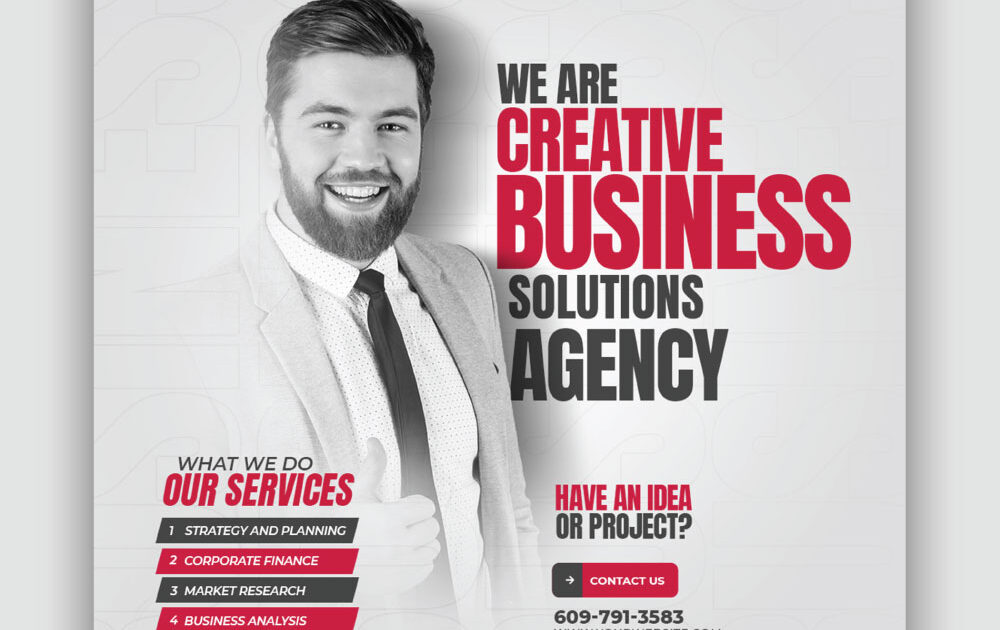 WE ARE
CREATIVE
BUSINESS
SOLUTIONS
AGENCY
WHAT WE DO
OUR SERVICES
1 STRATEGY AND PLANNING
2 CORPORATE FINANCE
3 MARKET RESEARCH
4 BUSINESS ANALYSIS
HAVE AN IDEA
OR PROJECT?
CONTACT US
609-791-3583